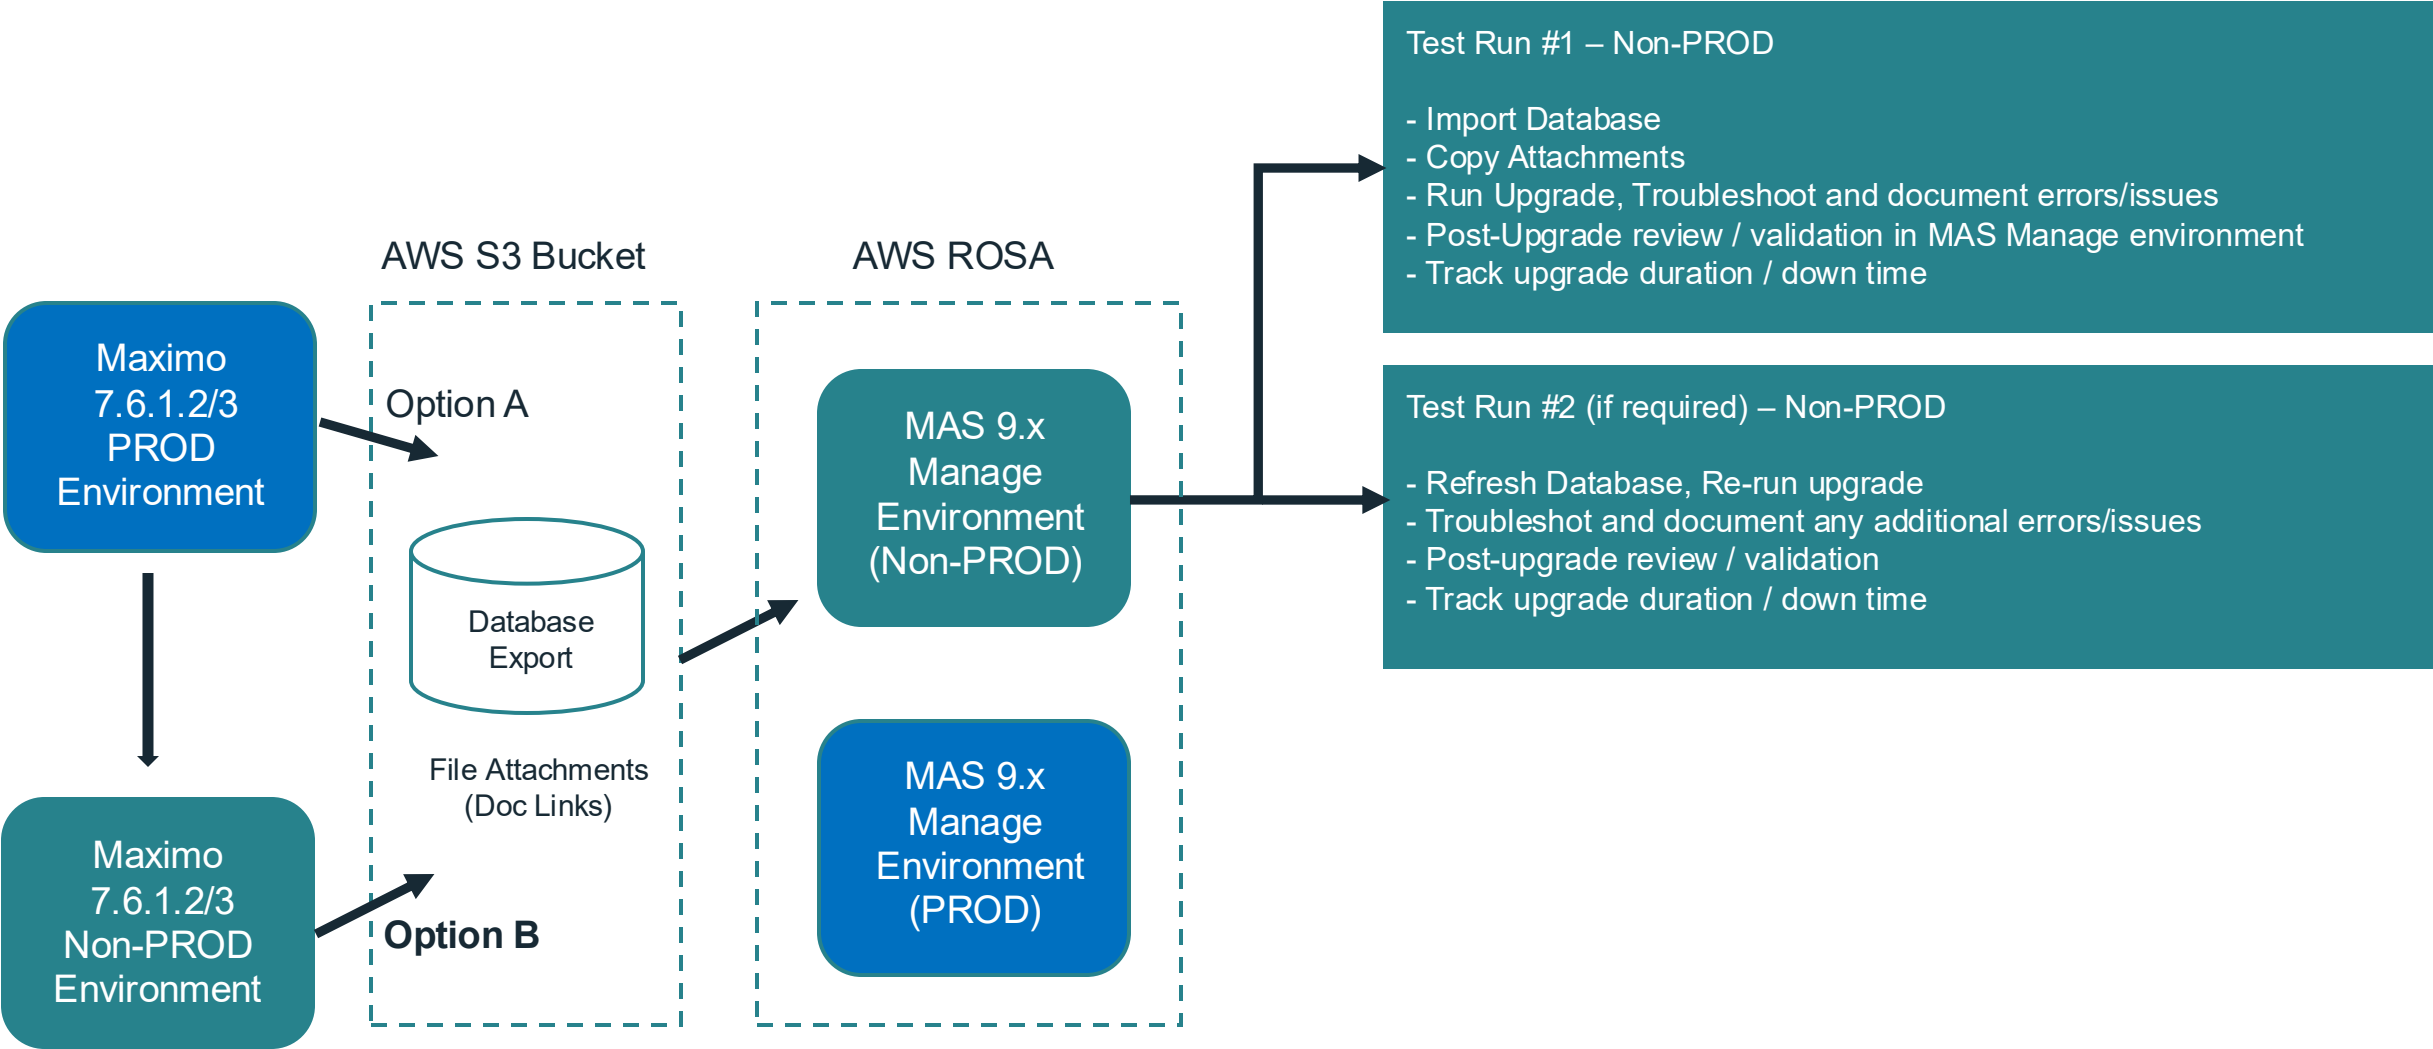 Maximo
7.6.1.2/3
PROD
Environment
Maximo
7.6.1.2/3
Non-PROD
Environment
AWS S3 Bucket
Option A
Database
Export
File Attachments
(Doc Links)
Option B
AWS ROSA
MAS 9.x
Manage
Environment
(Non-PROD)
MAS 9.x
Manage
Environment
(PROD)
Test Run #1 – Non-PROD
- Import Database
- Copy Attachments
- Run Upgrade, Troubleshoot and document errors/issues
- Post-Upgrade review / validation in MAS Manage environment
- Track upgrade duration / down time
Test Run #2 (if required) – Non-PROD
- Refresh Database, Re-run upgrade
- Troubleshot and document any additional errors/issues
- Post-upgrade review / validation
- Track upgrade duration / down time